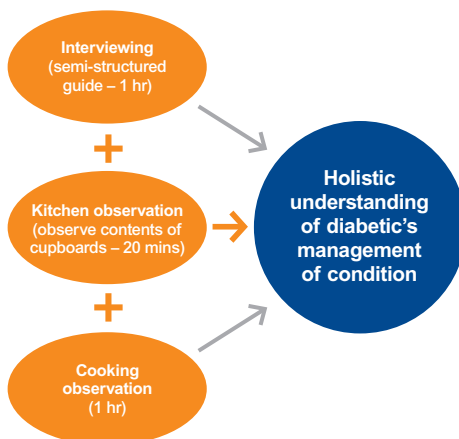 Interviewing
(semi-structured
guide – 1 hr)
+
Kitchen observation
(observe contents of
cupboards – 20 mins)
+
Cooking
observation
(1 hr)
Holistic
understanding
of diabetic's
management
of condition